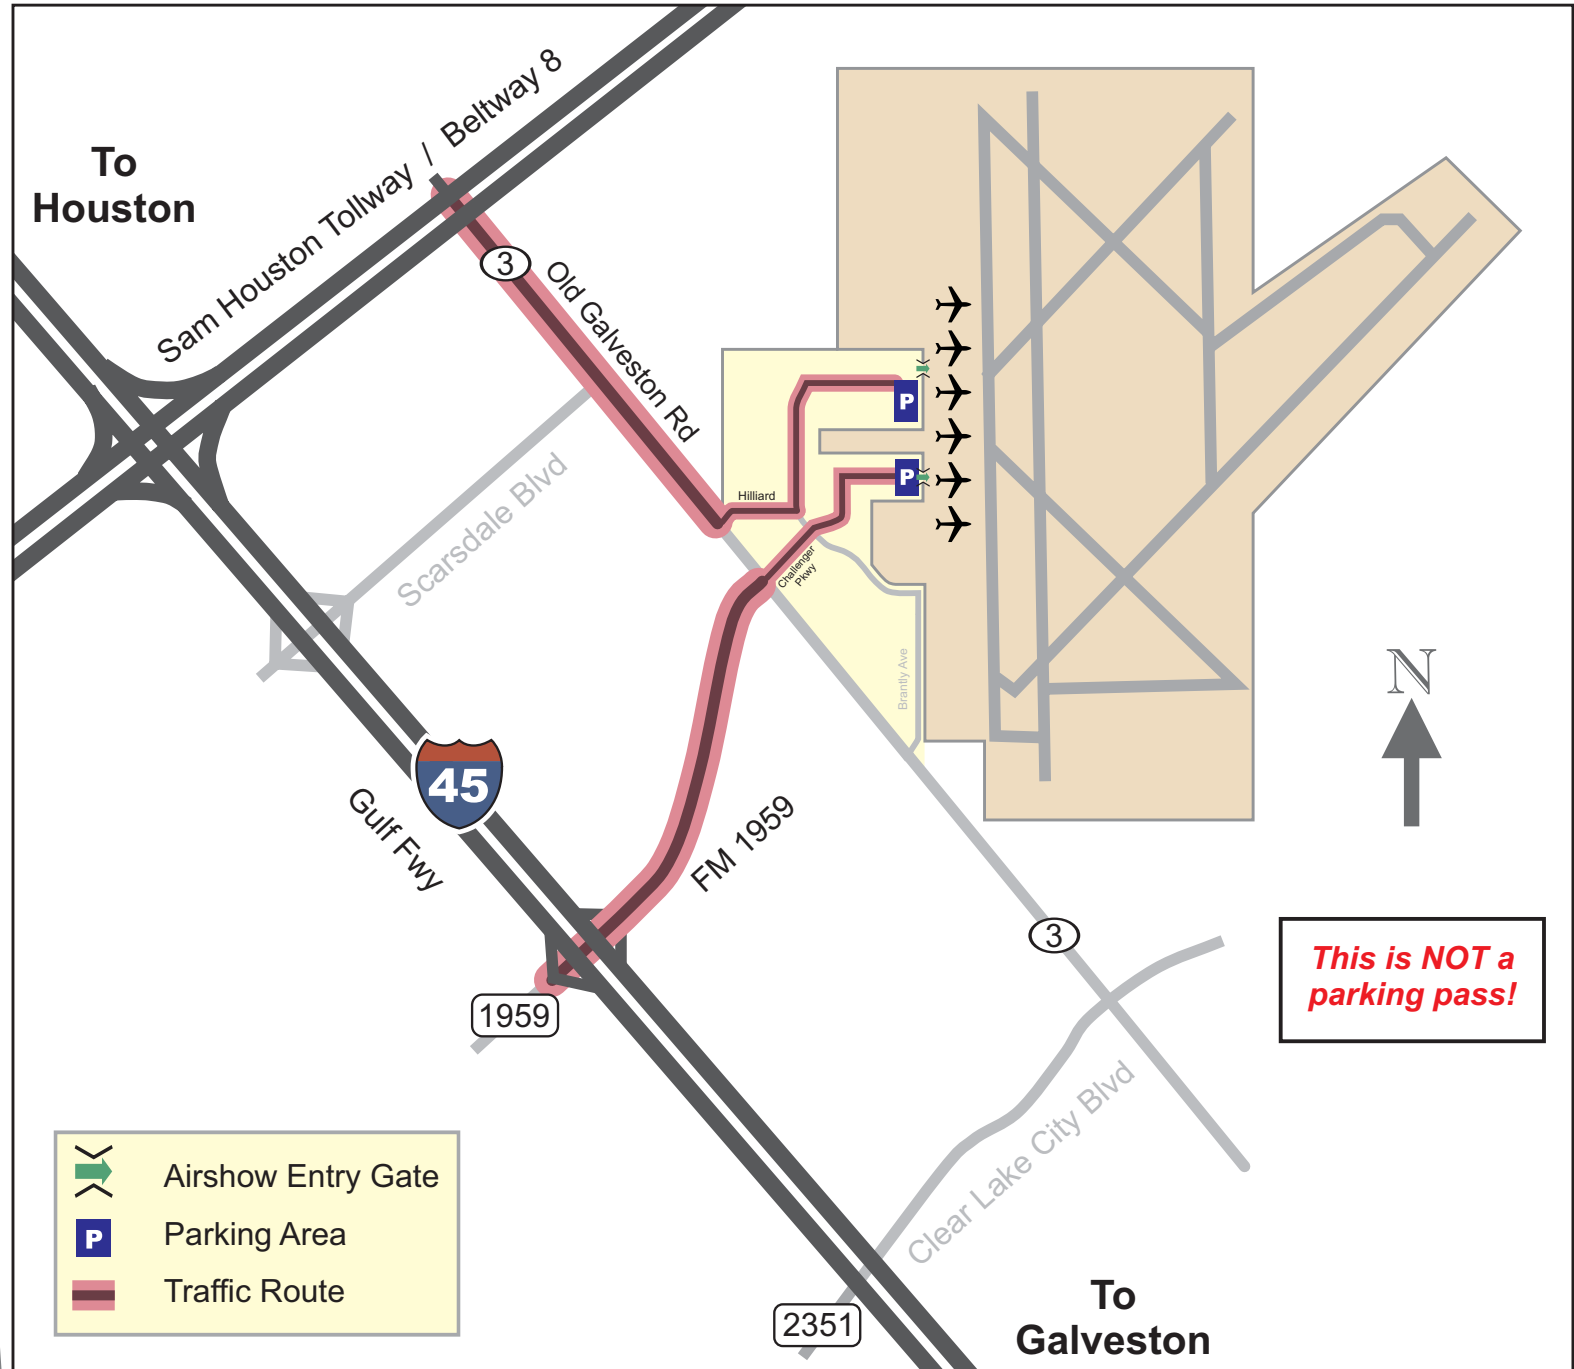 To
Houston
Sam Houston Tollway / Beltway 8
3
Old Galveston Rd
P
P
Hilliard
Challenger
Pkwy
Scarsdale Blvd
Brantly Ave
N
45
Gulf Fwy
FM 1959
3
This is NOT a
parking pass!
1959
Clear Lake City Blvd
Airshow Entry Gate
P
Parking Area
Traffic Route
2351
To
Galveston